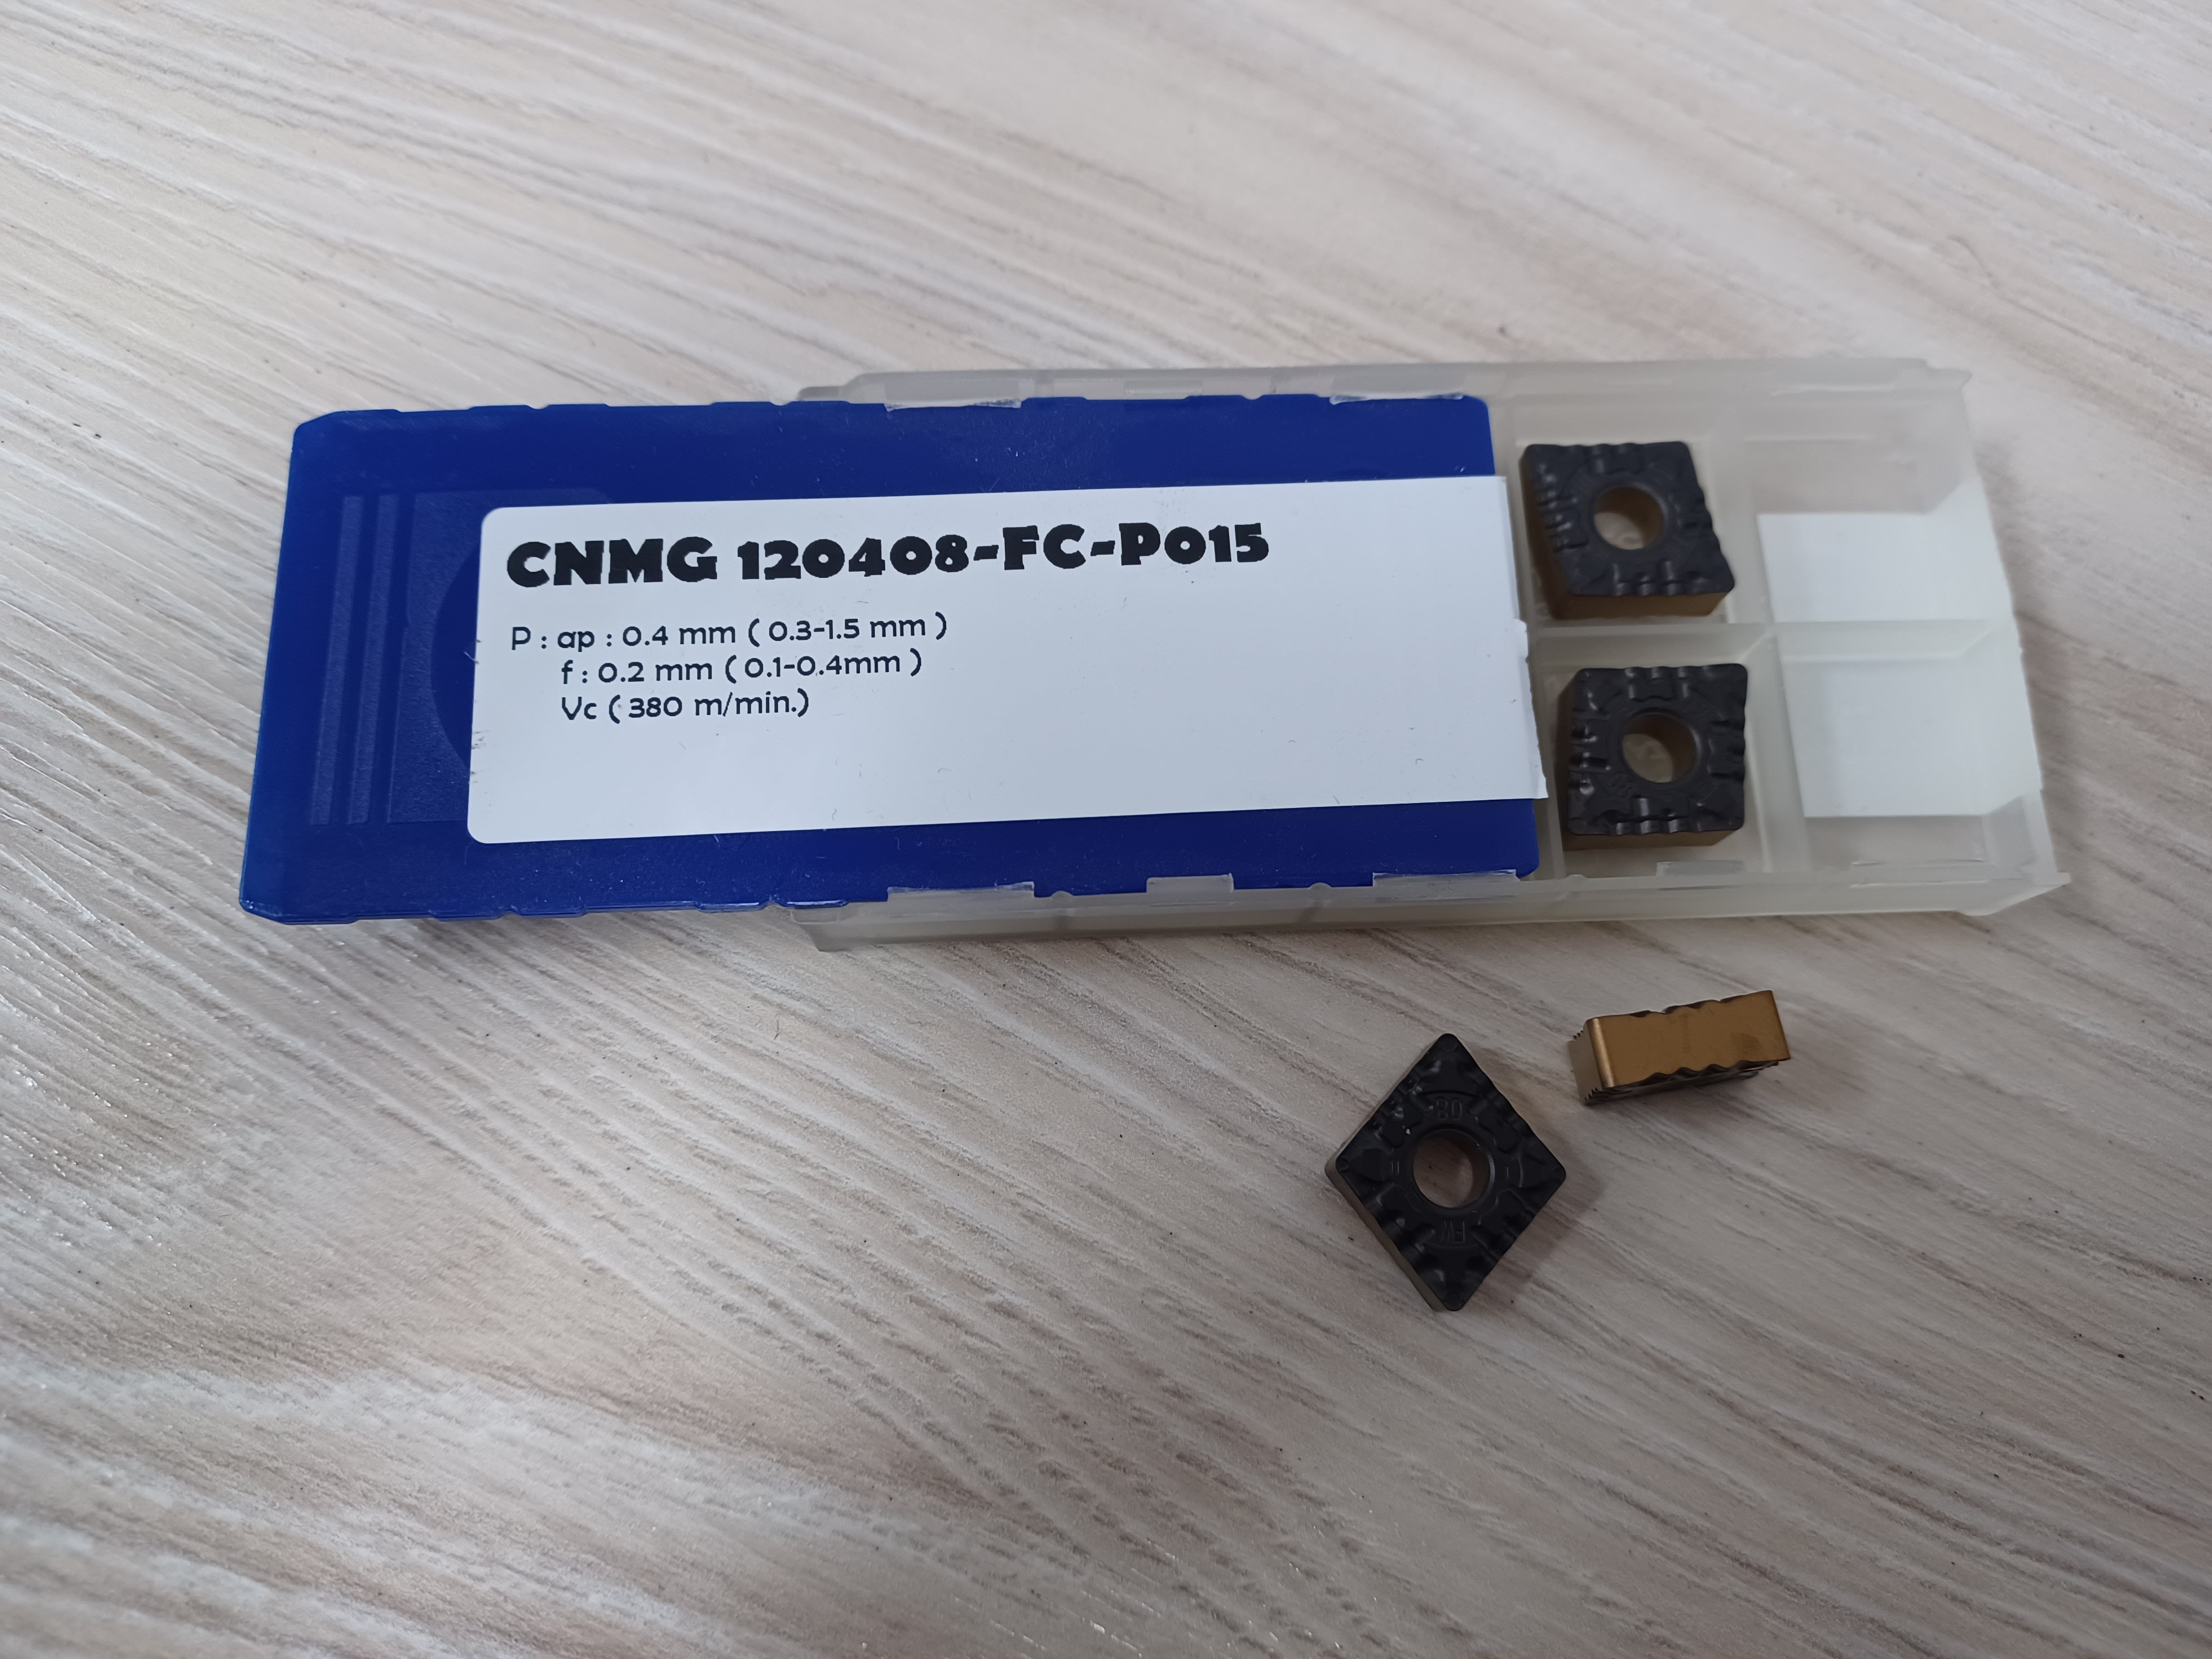 CNMG 120408-FC-P015
P : ap : 0.4 mm ( 0.3-1.5 mm )
f : 0.2 mm ( 0.1-0.4mm )
Vc ( 380 m/min.)
08